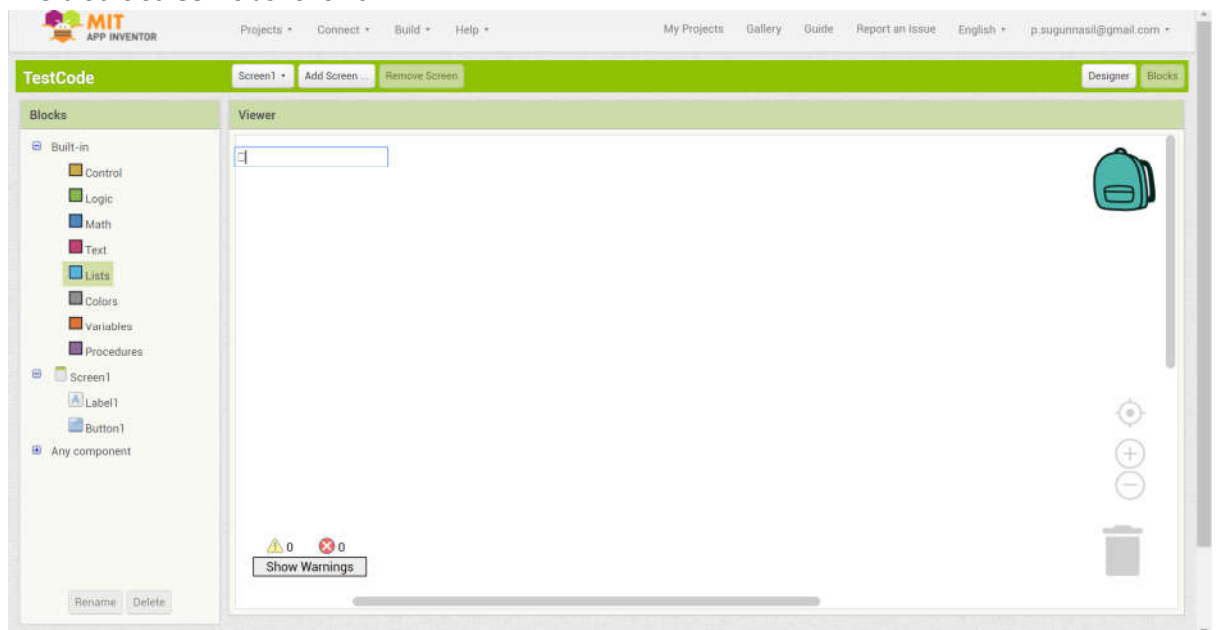 MIT
APP INVENTOR
Projects Connect Build Help My Projects Gallery Guide Report an Issue English p.sugunnasil@gmail.com
TestCode Screen1 Add Screen ... Remove Screen Designer Blocks
Blocks Viewer
Built-in
Control
Logic
Math
Text
Lists
Colors
Variables
Procedures
Screen1
Label1
Button1
Any component
0 0
Show Warnings
Rename Delete